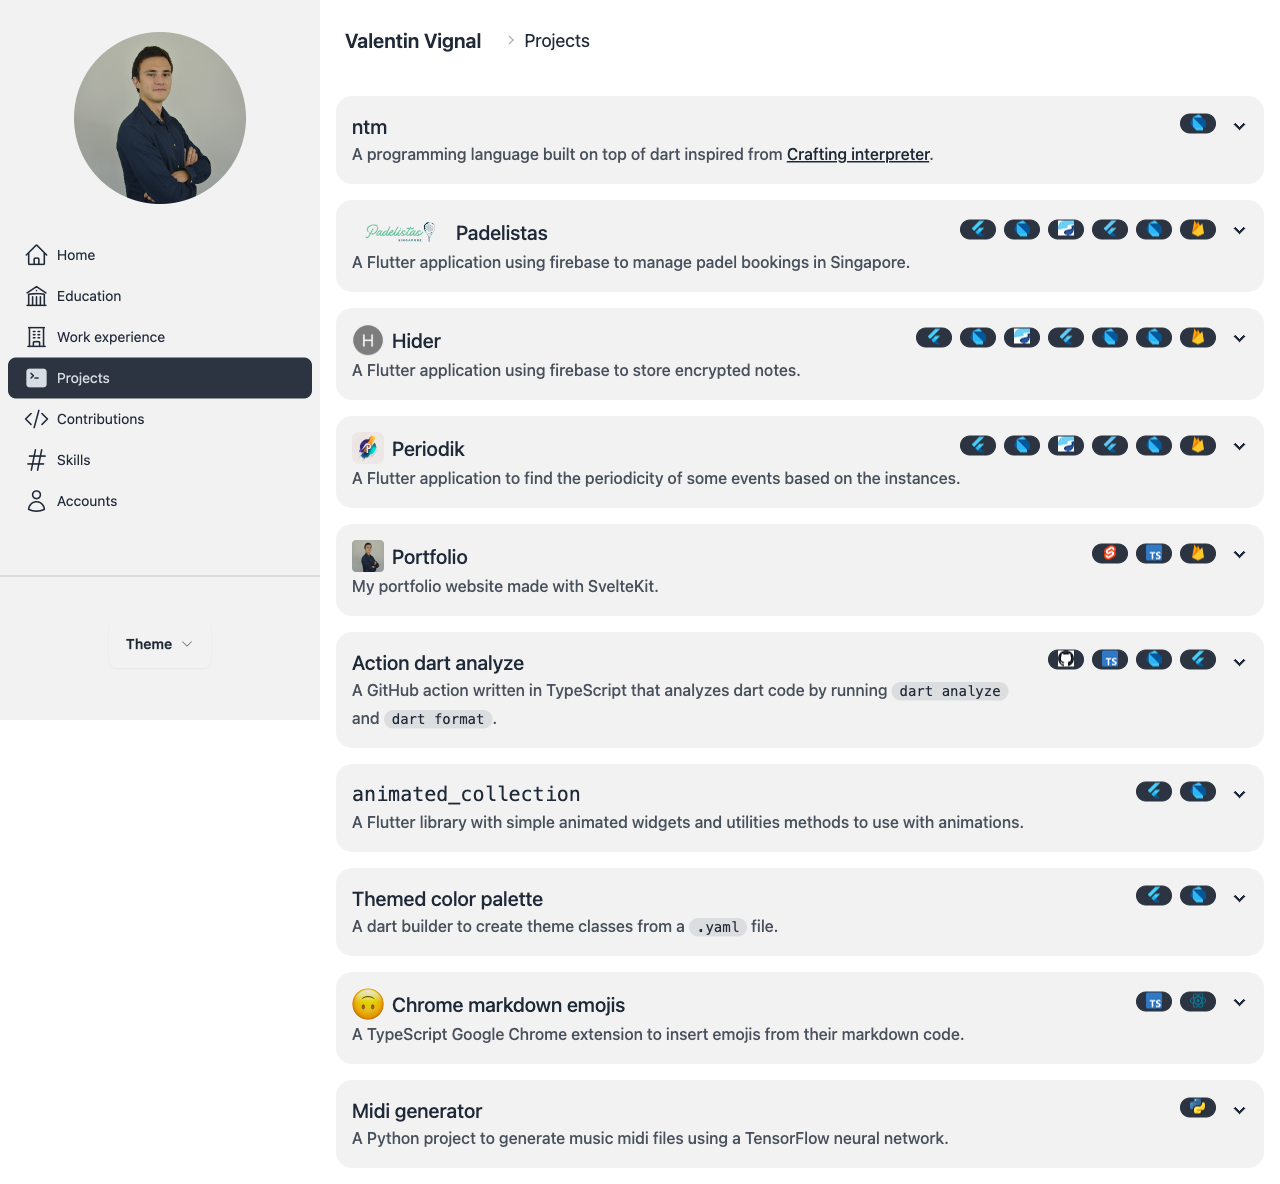 Valentin Vignal
Projects
Home
Education
Work experience
Projects
Contributions
Skills
Accounts
Theme
ntm
A programming language built on top of dart inspired from Crafting interpreter.
Padelistas
SINGAPORE
Padelistas
A Flutter application using firebase to manage padel bookings in Singapore.
H
Hider
A Flutter application using firebase to store encrypted notes.
Periodik
A Flutter application to find the periodicity of some events based on the instances.
Portfolio
TS
My portfolio website made with SvelteKit.
Action dart analyze
TS
A GitHub action written in TypeScript that analyzes dart code by running dart analyze
and dart format.
animated_collection
A Flutter library with simple animated widgets and utilities methods to use with animations.
Themed color palette
A dart builder to create theme classes from a .yaml file.
Chrome markdown emojis
TS
A TypeScript Google Chrome extension to insert emojis from their markdown code.
Midi generator
A Python project to generate music midi files using a TensorFlow neural network.